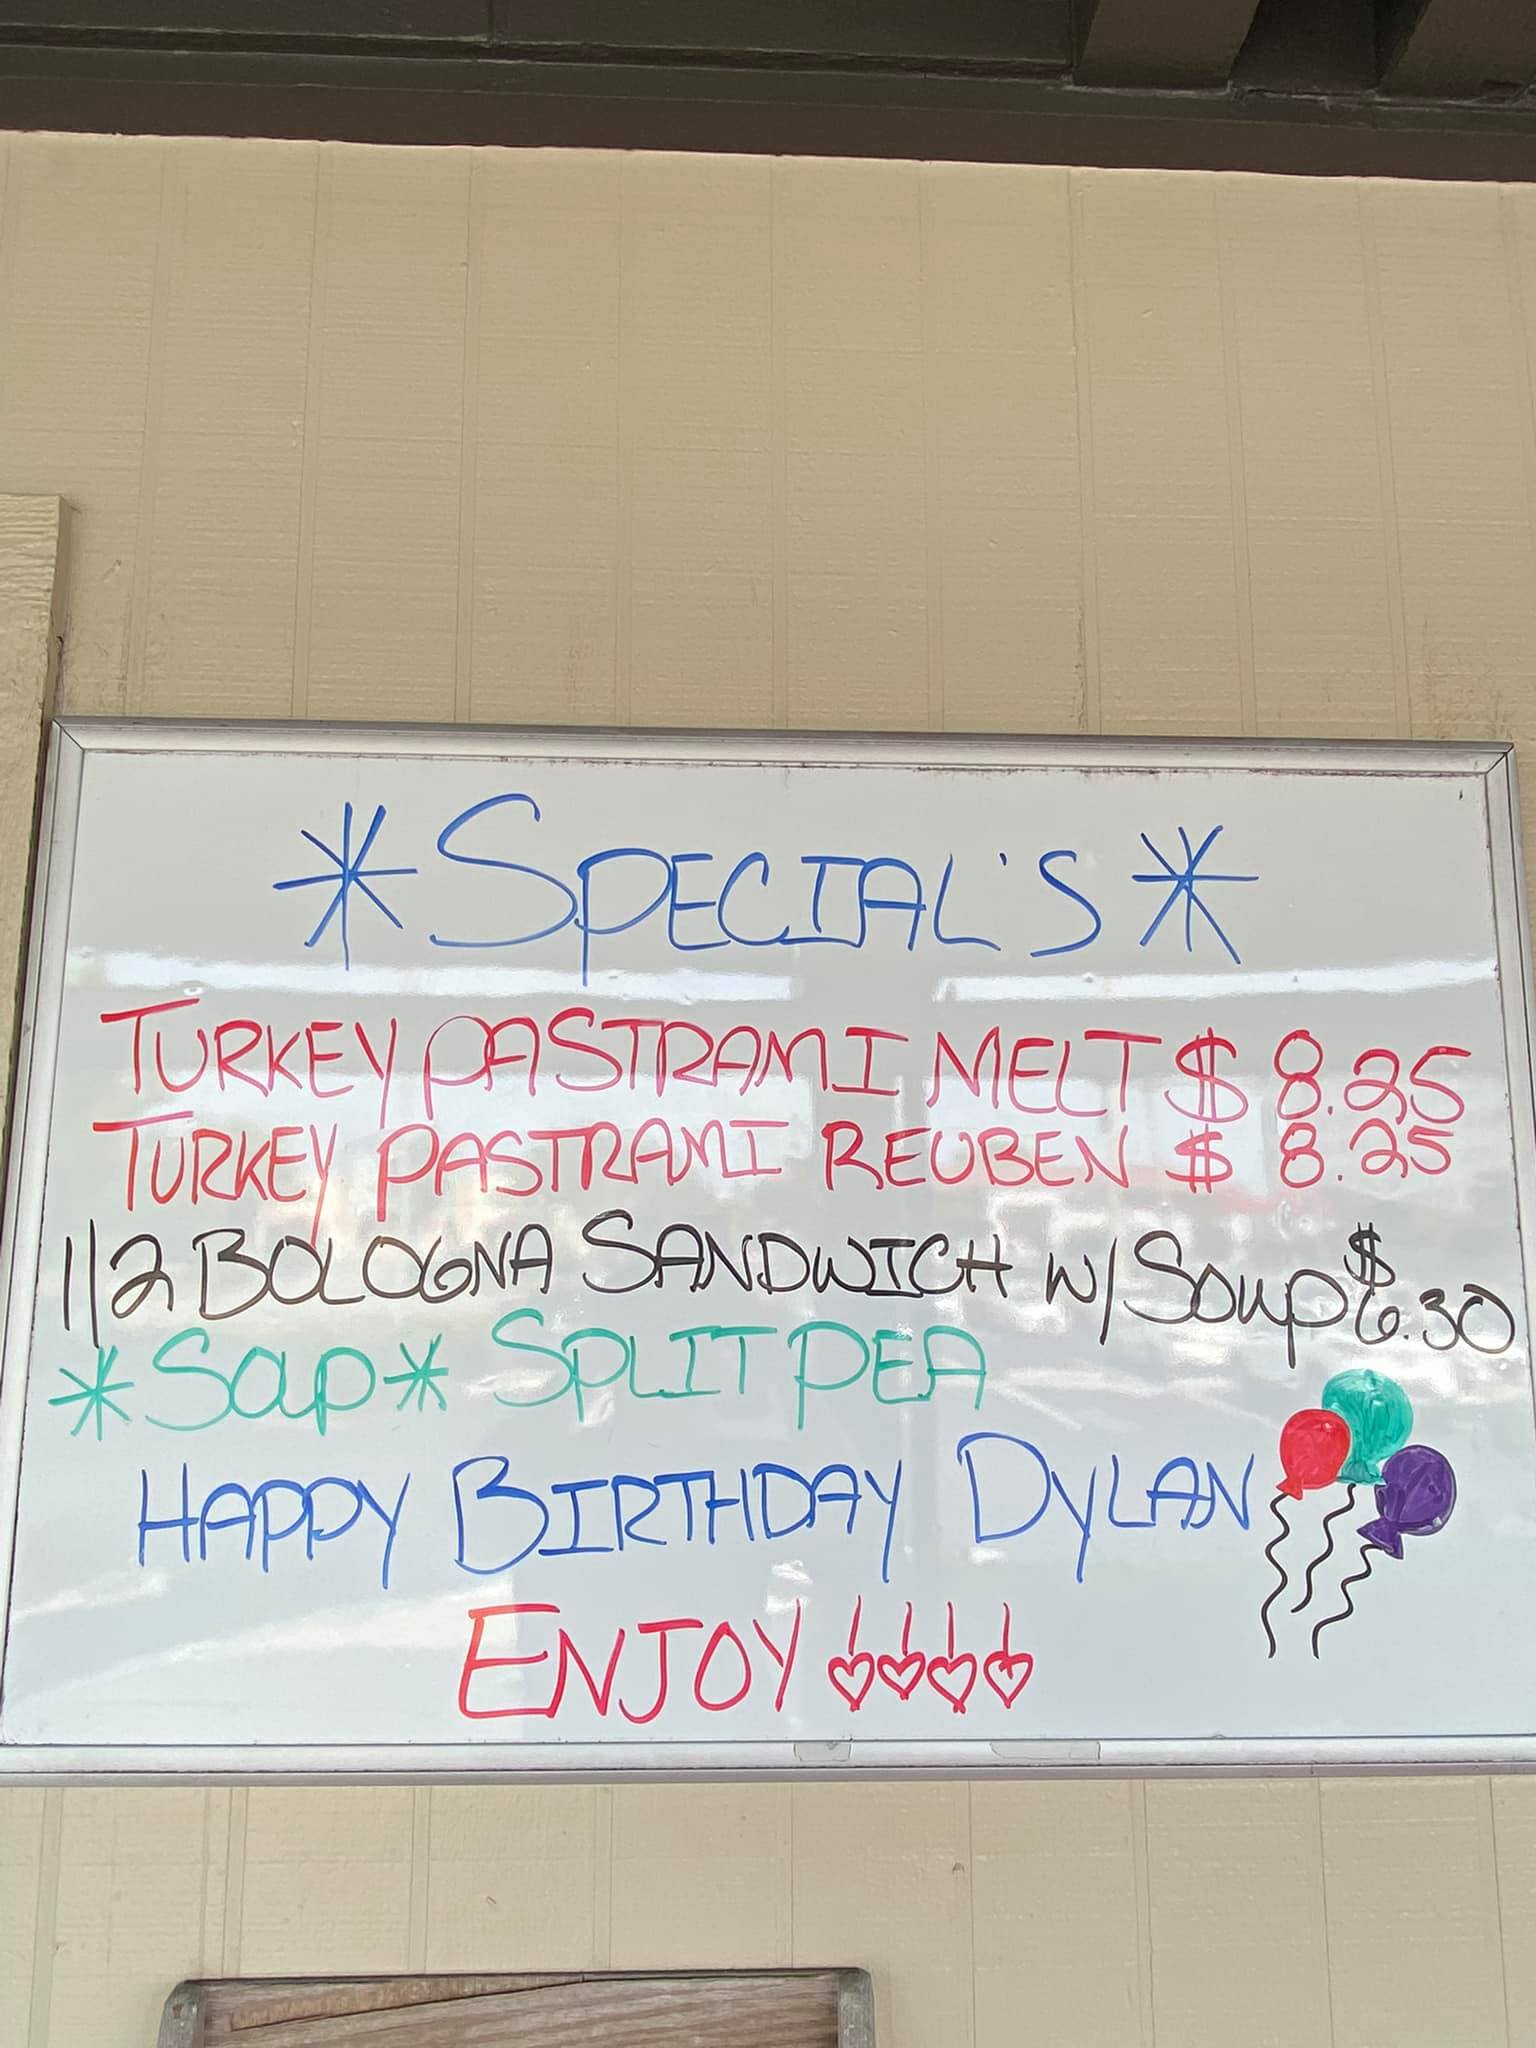 *SPECIAL'S*
TURKEY PASTRAMI MELT $8.25
TURKEY PASTRAMI REUBEN $8.25
1/2 BOLOGNA SANDWICH W/SOUP $6.30
*SOUP* SPLIT PEA
HAPPY BIRTHDAY DYLAN
ENJOY!!!!